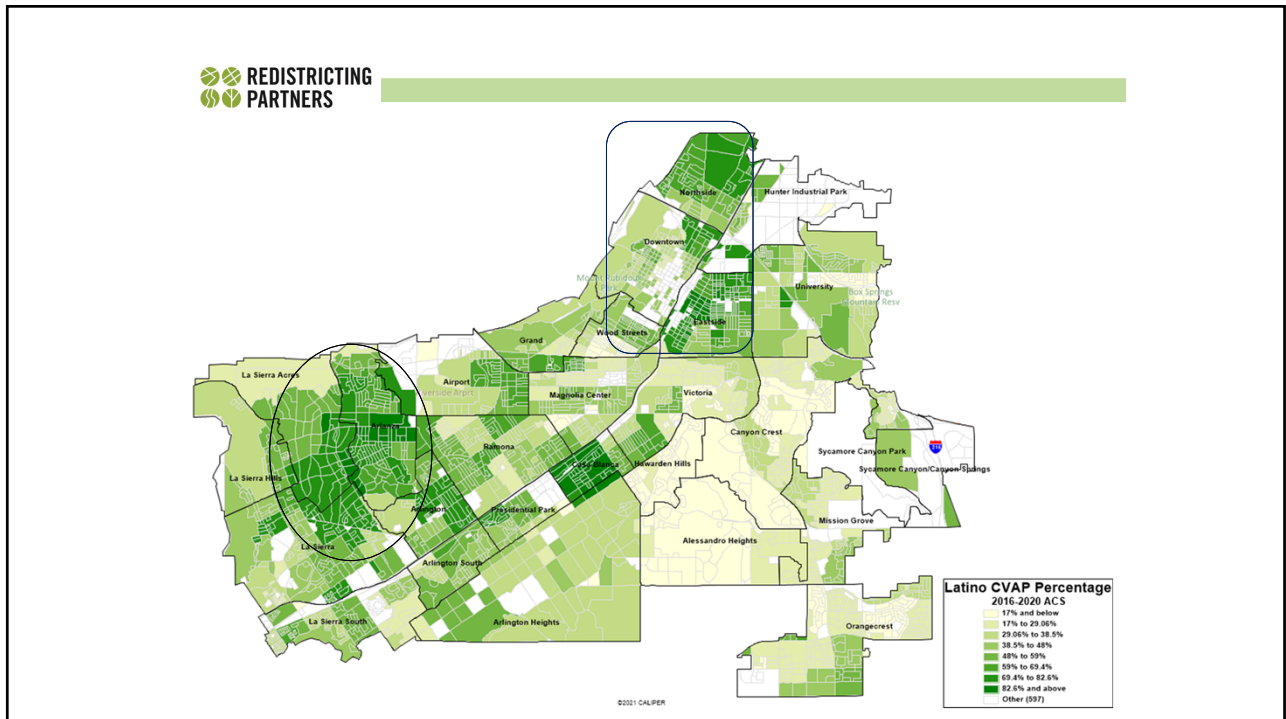 REDISTRICTING
PARTNERS
Northside
Hunter Industrial Park
Downtown
University
Box Springs
Mountain Resv
Park
Eastside
Wood Streets
Grand
La Sierra Acres
Airport
Magnolia Center
Victoria
Arlanza
Canyon Crest
Ramona
Sycamore Canyon Park
Casa Blanca
Hawarden Hills
Sycamore Canyon/Canyon Springs
La Sierra Hills
Arlington
Presidential Park
Mission Grove
La Sierra
Alessandro Heights
Arlington South
La Sierra South
Arlington Heights
Orangecrest
Latino CVAP Percentage
2016-2020 ACS
17% and below
17% to 29.06%
29.06% to 38.5%
38.5% to 48%
48% to 59%
59% to 69.4%
69.4% to 82.6%
82.6% and above
Other (597)
©2021 CALIPER